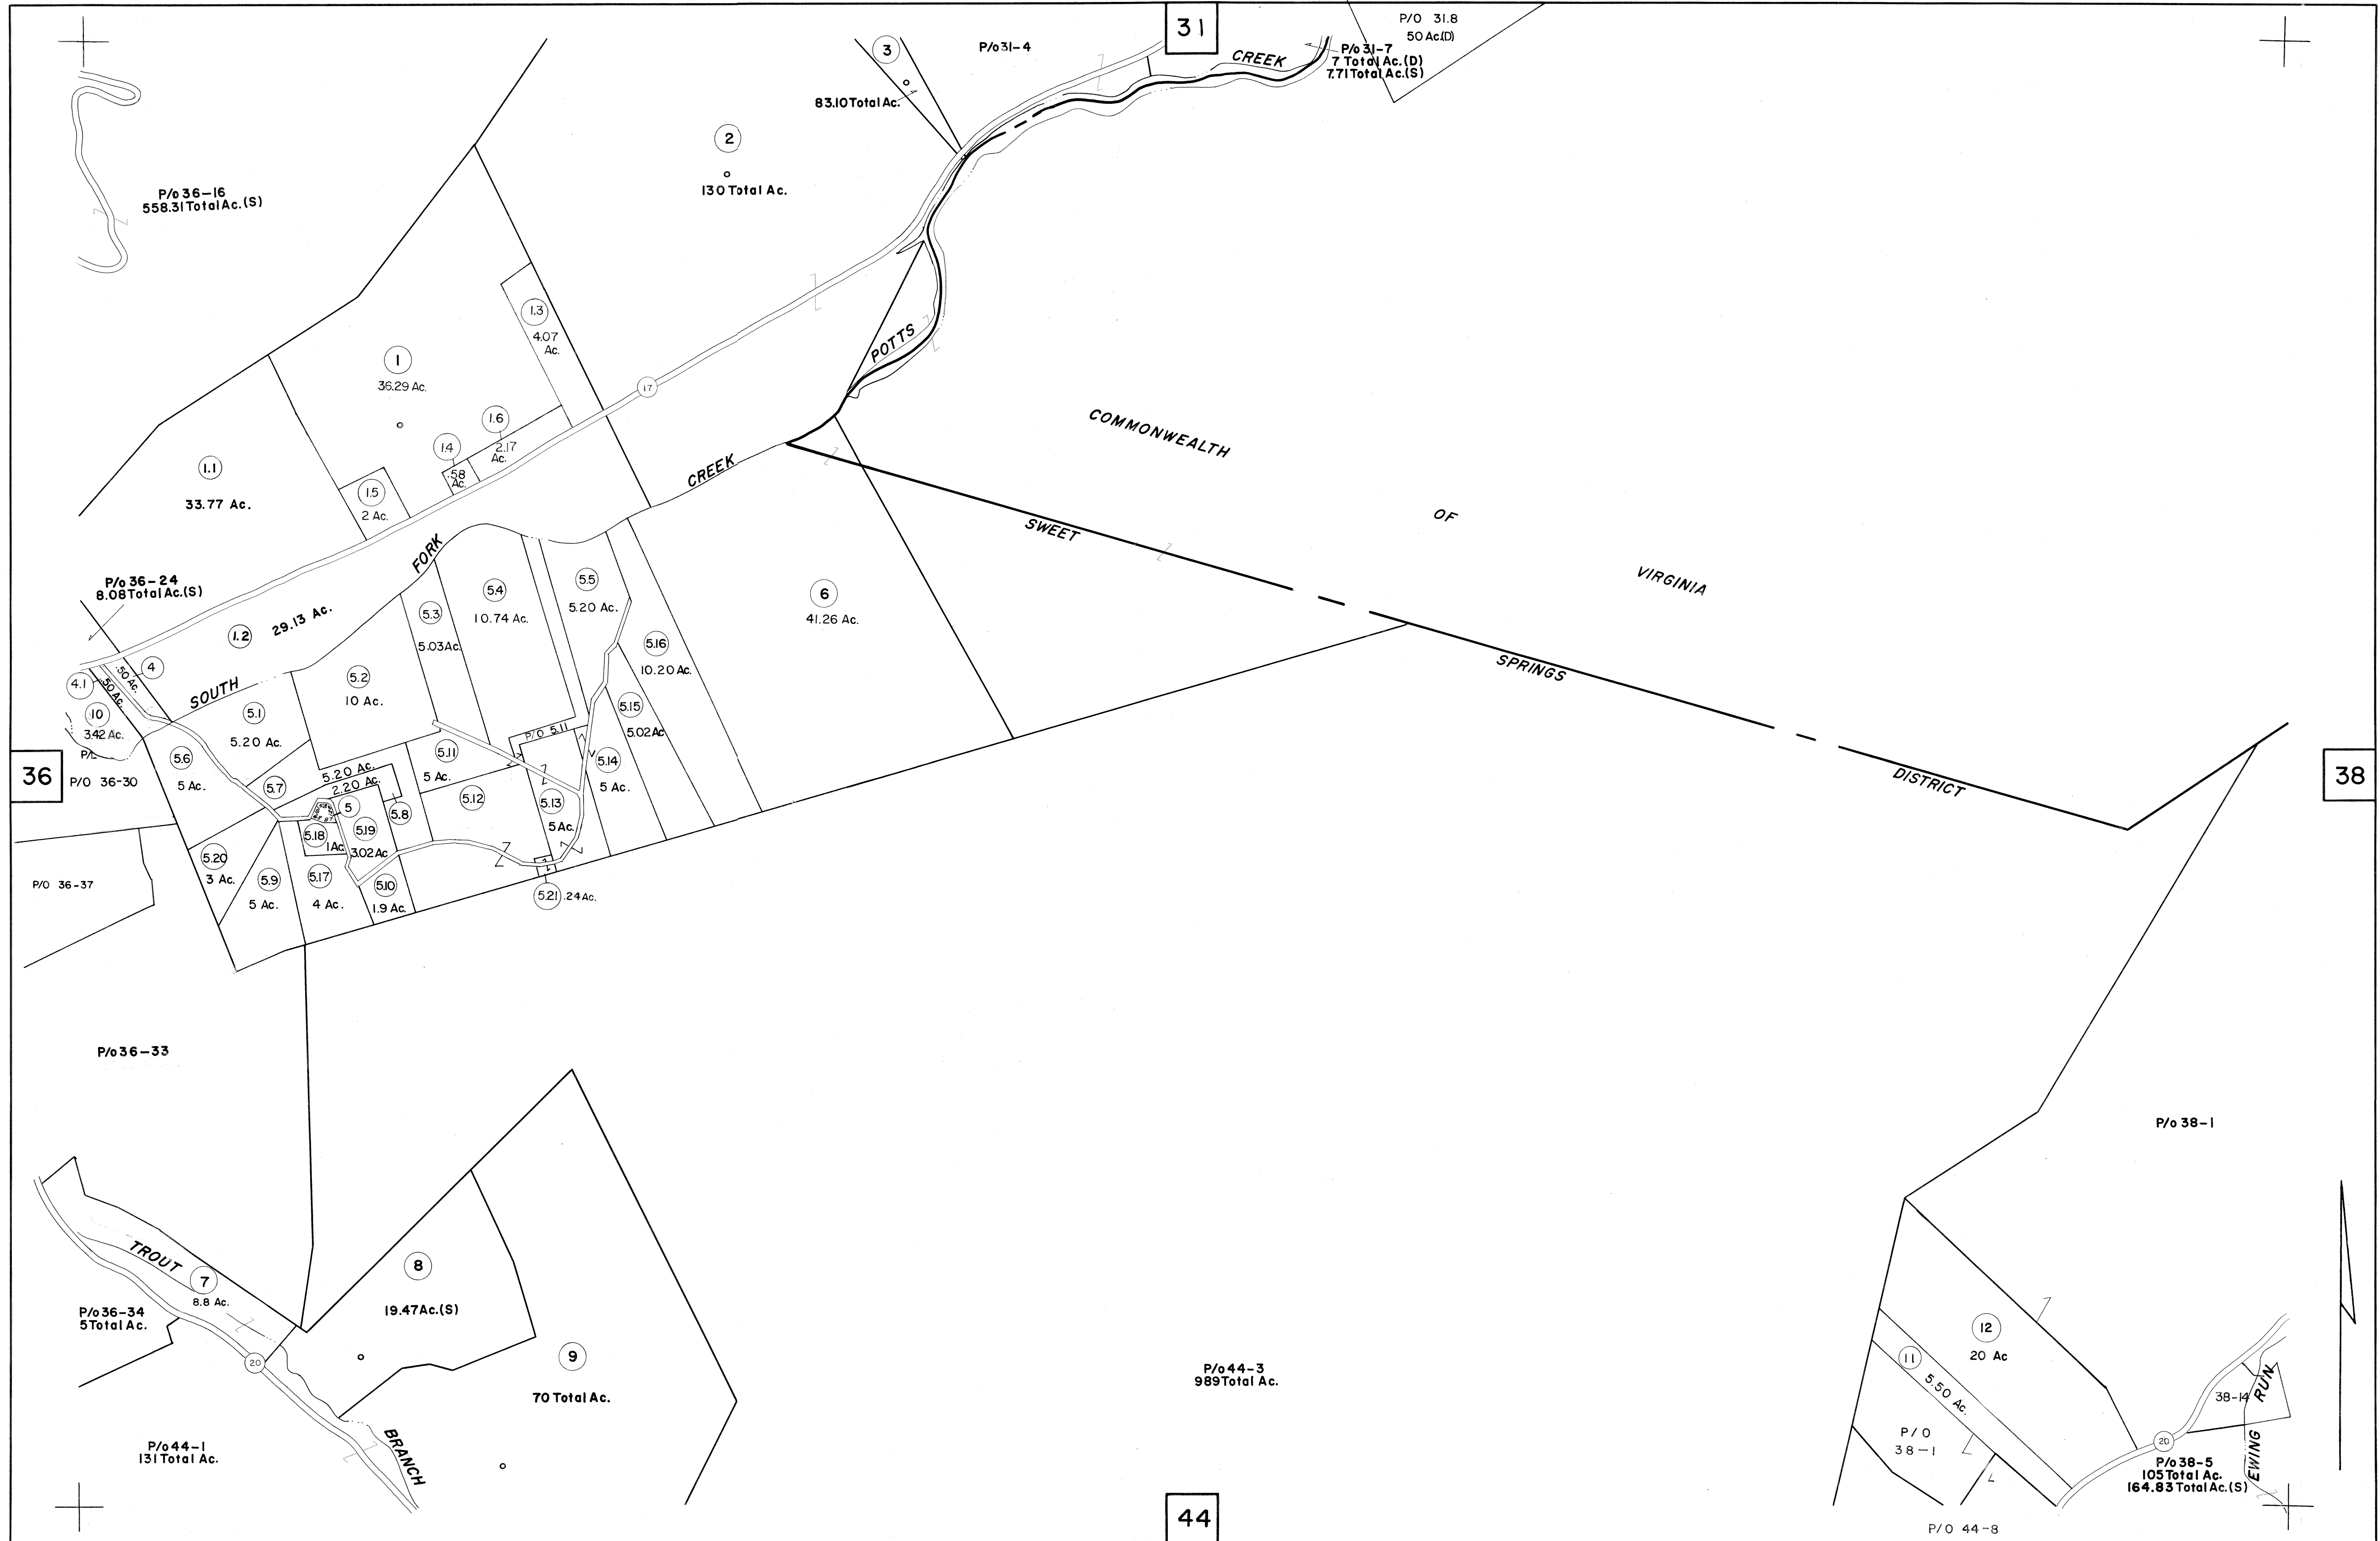 31
P/O 31.8
50 Ac.(D)
3
P/o31-4
CREEK
P/o31-7
7 Total Ac.(D)
7.71 Total Ac.(S)
83.10 Total Ac.
2
130 Total Ac.
P/o 36-16
558.31 Total Ac.(S)
1.3
4.07
Ac.
POTTS
1
36.29 Ac.
17
1.6
2.17
Ac.
1.4
.58
Ac.
COMMONWEALTH
OF
VIRGINIA
1.1
33.77 Ac.
1.5
2 Ac.
CREEK
SWEET
SPRINGS
DISTRICT
FORK
P/o 36-24
8.08 Total Ac.(S)
1.2
29.13 Ac.
5.3
5.03 Ac.
5.4
10.74 Ac.
5.5
5.20 Ac.
6
41.26 Ac.
5.16
10.20 Ac.
4
.50 Ac.
4.1
.50 Ac.
SOUTH
5.2
10 Ac.
10
3.42 Ac.
5.1
5.20 Ac.
5.15
5.02 Ac.
P/O 5.11
36
P/O 36-30
5.6
5 Ac.
5.11
5 Ac.
5.14
5 Ac.
38
5.7
5.20 Ac.
2.20 Ac.
5.8
5.12
5.13
5 Ac.
5
5.18
1 Ac.
5.19
3.02 Ac.
5.20
3 Ac.
5.9
5 Ac.
5.17
4 Ac.
5.10
1.9 Ac.
5.21
.24 Ac.
P/O 36-37
P/o 36-33
P/o 38-1
TROUT
7
8.8 Ac.
8
19.47 Ac.(S)
P/o 36-34
5 Total Ac.
20
9
70 Total Ac.
P/o 44-3
989 Total Ac.
12
20 Ac
11
5.50 Ac.
38-14
EWING RUN
P/O
38-1
20
P/o 38-5
105 Total Ac.
164.83 Total Ac.(S)
P/o 44-1
131 Total Ac.
BRANCH
44
P/O 44-8